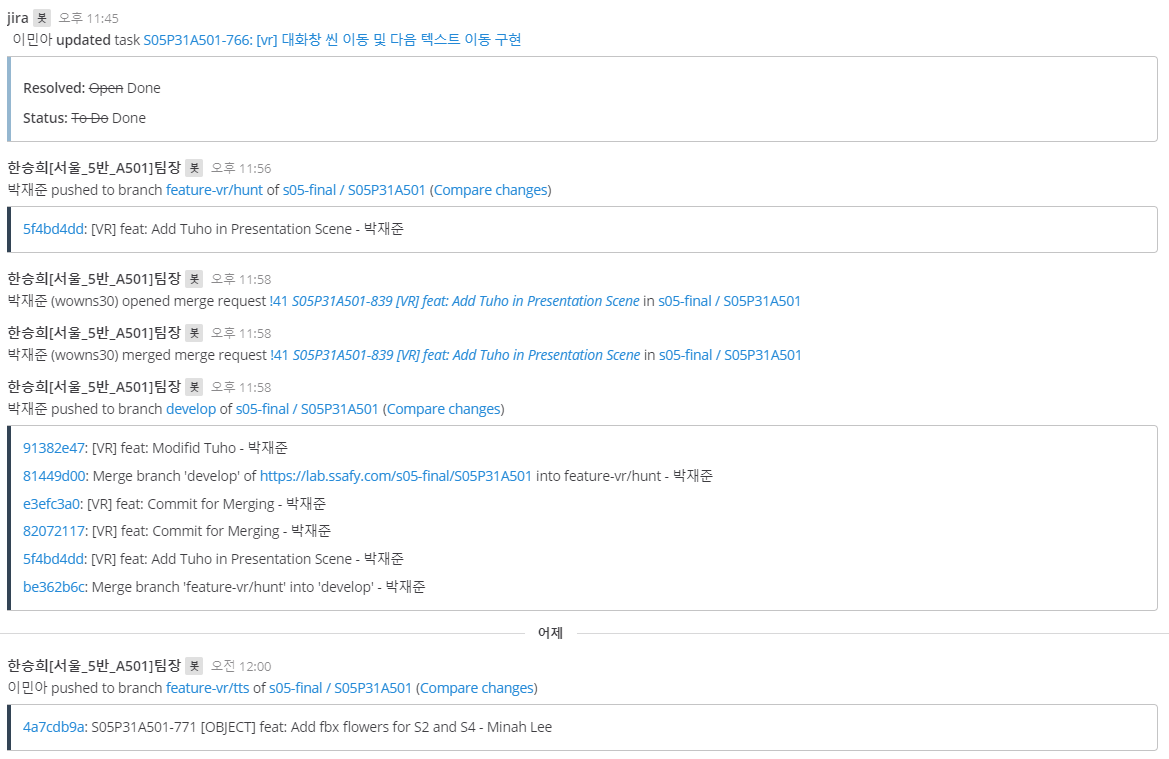 jira 봇 오후 11:45
이민아 updated task S05P31A501-766: [vr] 대화창 씬 이동 및 다음 텍스트 이동 구현
Resolved: Open Done
Status: To Do Done
한승희[서울_5반_A501]팀장 봇 오후 11:56
박재준 pushed to branch feature-vr/hunt of s05-final / S05P31A501 (Compare changes)
5f4bd4dd: [VR] feat: Add Tuho in Presentation Scene - 박재준
한승희[서울_5반_A501]팀장 봇 오후 11:58
박재준 (wowns30) opened merge request !41 S05P31A501-839 [VR] feat: Add Tuho in Presentation Scene in s05-final / S05P31A501
한승희[서울_5반_A501]팀장 봇 오후 11:58
박재준 (wowns30) merged merge request !41 S05P31A501-839 [VR] feat: Add Tuho in Presentation Scene in s05-final / S05P31A501
한승희[서울_5반_A501]팀장 봇 오후 11:58
박재준 pushed to branch develop of s05-final / S05P31A501 (Compare changes)
91382e47: [VR] feat: Modifid Tuho - 박재준
81449d00: Merge branch 'develop' of https://lab.ssafy.com/s05-final/S05P31A501 into feature-vr/hunt - 박재준
e3efc3a0: [VR] feat: Commit for Merging - 박재준
82072117: [VR] feat: Commit for Merging - 박재준
5f4bd4dd: [VR] feat: Add Tuho in Presentation Scene - 박재준
be362b6c: Merge branch 'feature-vr/hunt' into 'develop' - 박재준
어제
한승희[서울_5반_A501]팀장 봇 오전 12:00
이민아 pushed to branch feature-vr/tts of s05-final / S05P31A501 (Compare changes)
4a7cdb9a: S05P31A501-771 [OBJECT] feat: Add fbx flowers for S2 and S4 - Minah Lee